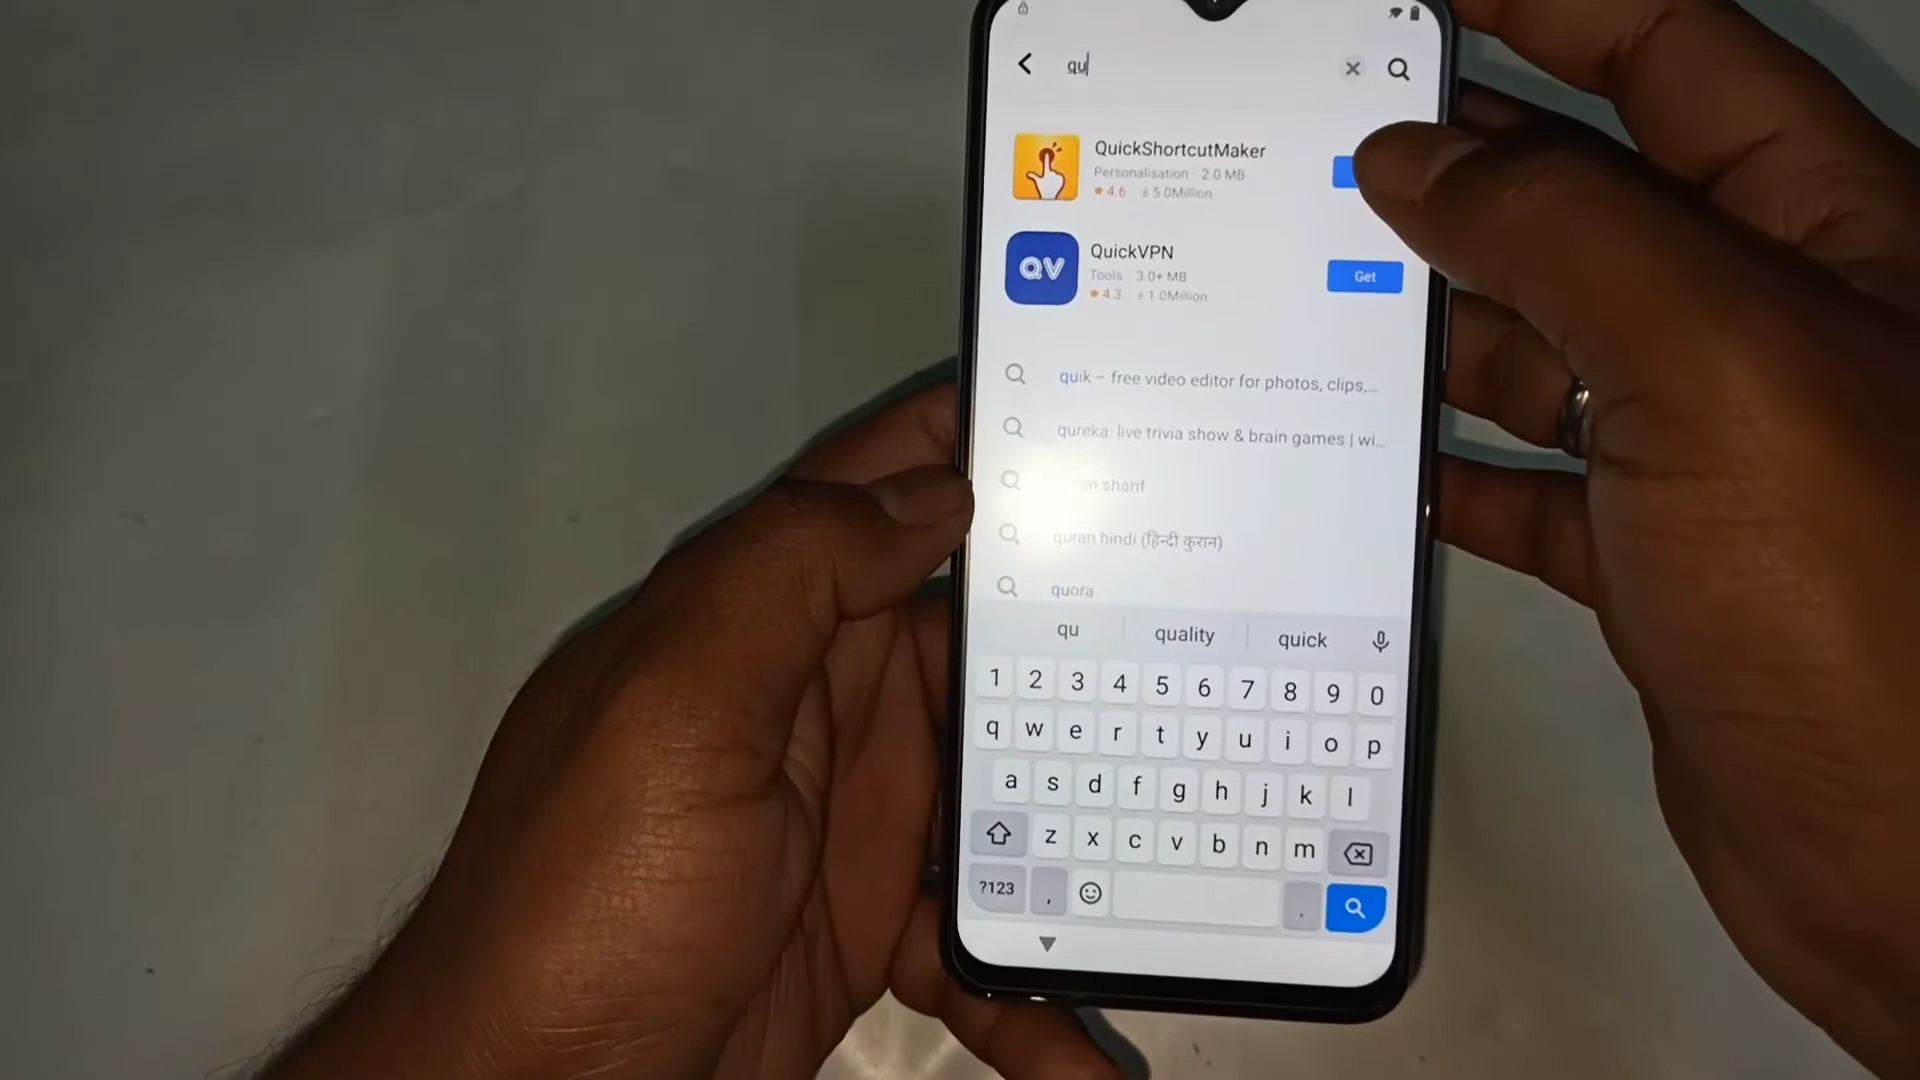 qu
QuickShortcutMaker
Personalisation 2.0 MB
4.6 5.0Million
QV
QuickVPN
Tools 3.0+ MB
4.3 1.0Million
Get
quik – free video editor for photos, clips,...
qureka: live trivia show & brain games | wi...
sharif
quran hindi (हिन्दी कुरान)
quora
qu quality quick
1 2 3 4 5 6 7 8 9 0
q w e r t y u i o p
a s d f g h j k l
z x c v b n m
?123 , .